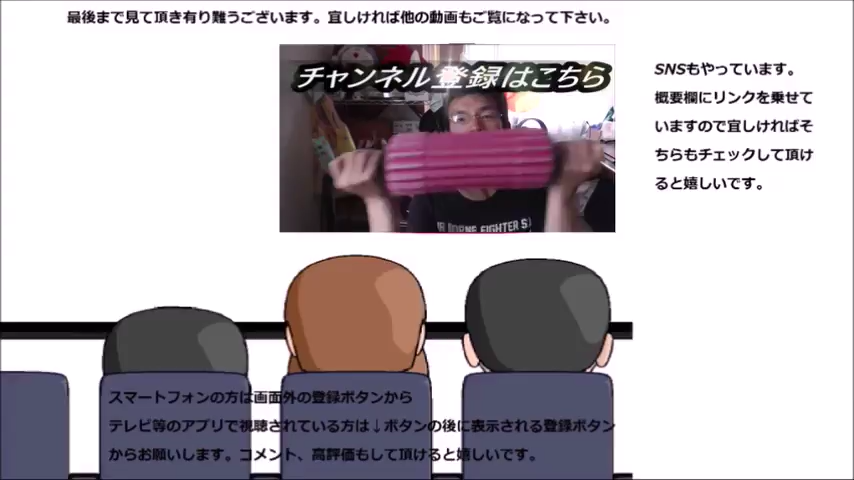 最後まで見て頂き有り難うございます。宜しければ他の動画もご覧になって下さい。
チャンネル登録はこちら
SNSもやっています。
概要欄にリンクを乗せて
いますので宜しければそ
ちらもチェックして頂け
ると嬉しいです。
スマートフォンの方は画面外の登録ボタンから
テレビ等のアプリで視聴されている方は↓ボタンの後に表示される登録ボタン
からお願いします。コメント、高評価もして頂けると嬉しいです。